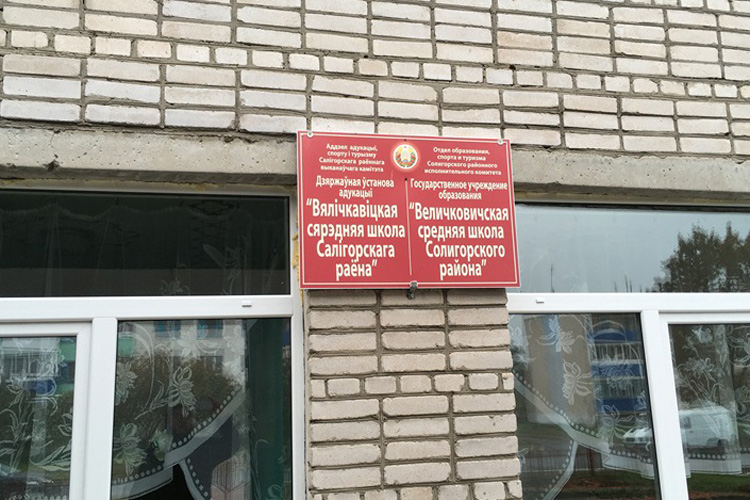 Аддзел адукацыі,
спорту і турызму
Салігорскага раённага
выканаўчага камітэта
Дзяржаўная ўстанова
адукацыі
"Вялічкавіцкая
сярэдняя школа
Салігорскага
раёна"
Отдел образования,
спорта и туризма
Солигорского районного
исполнительного комитета
Государственное учреждение
образования
"Величковичская
средняя школа
Солигорского
района"